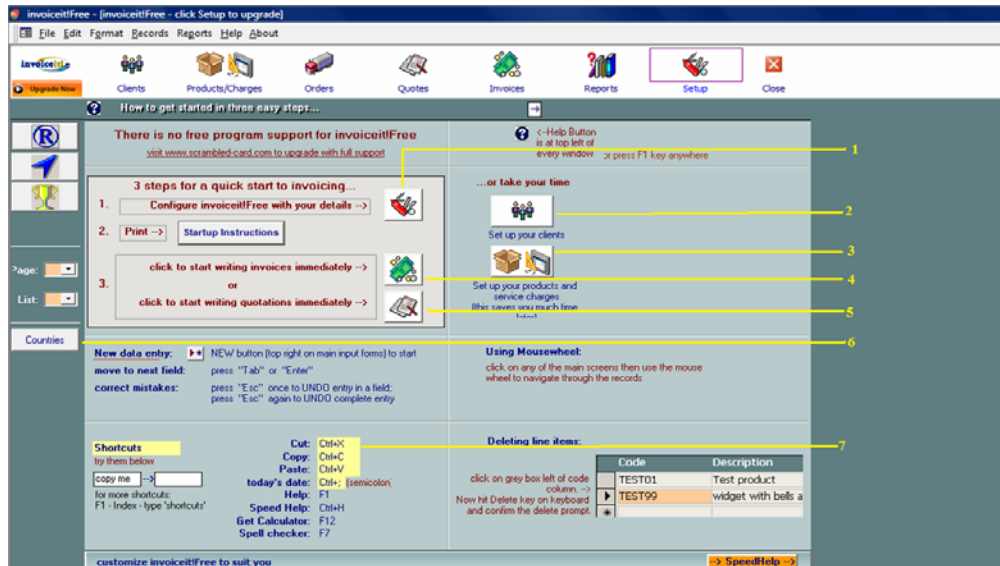 invoiceit!Free - [invoiceit!Free - click Setup to upgrade]
File Edit Format Records Reports Help About
invoiceit!
Upgrade Now
Clients Products/Charges Orders Quotes Invoices Reports Setup Close
How to get started in three easy steps...
There is no free program support for invoiceit!Free
visit www.scrambled-card.com to upgrade with full support
<--Help Button
is at top left of
every window or press F1 key anywhere
1
3 steps for a quick start to invoicing...
1. Configure invoiceit!Free with your details -->
2. Print --> Startup Instructions
3. click to start writing invoices immediately -->
or
click to start writing quotations immediately -->
...or take your time
2
Set up your clients
3
4
Set up your products and
service charges
(this saves you much time
5
Page:
List:
Countries
6
New data entry: NEW button (top right on main input forms) to start
move to next field: press "Tab" or "Enter"
correct mistakes: press "Esc" once to UNDO entry in a field;
press "Esc" again to UNDO complete entry
Using Mousewheel:
click on any of the main screens then use the mouse
wheel to navigate through the records
Shortcuts
try them below
copy me -->
for more shortcuts:
F1 - Index - type 'shortcuts'
Cut: Ctrl+X
Copy: Ctrl+C
Paste: Ctrl+V
today's date: Ctrl+; (semicolon)
Help: F1
Speed Help: Ctrl+H
Get Calculator: F12
Spell checker: F7
7
Deleting line items:
click on grey box left of code
column. -->
Now hit Delete key on keyboard
and confirm the delete prompt.
Code Description
TEST01 Test product
TEST99 widget with bells a
customize invoiceit!Free to suit you
--> SpeedHelp -->